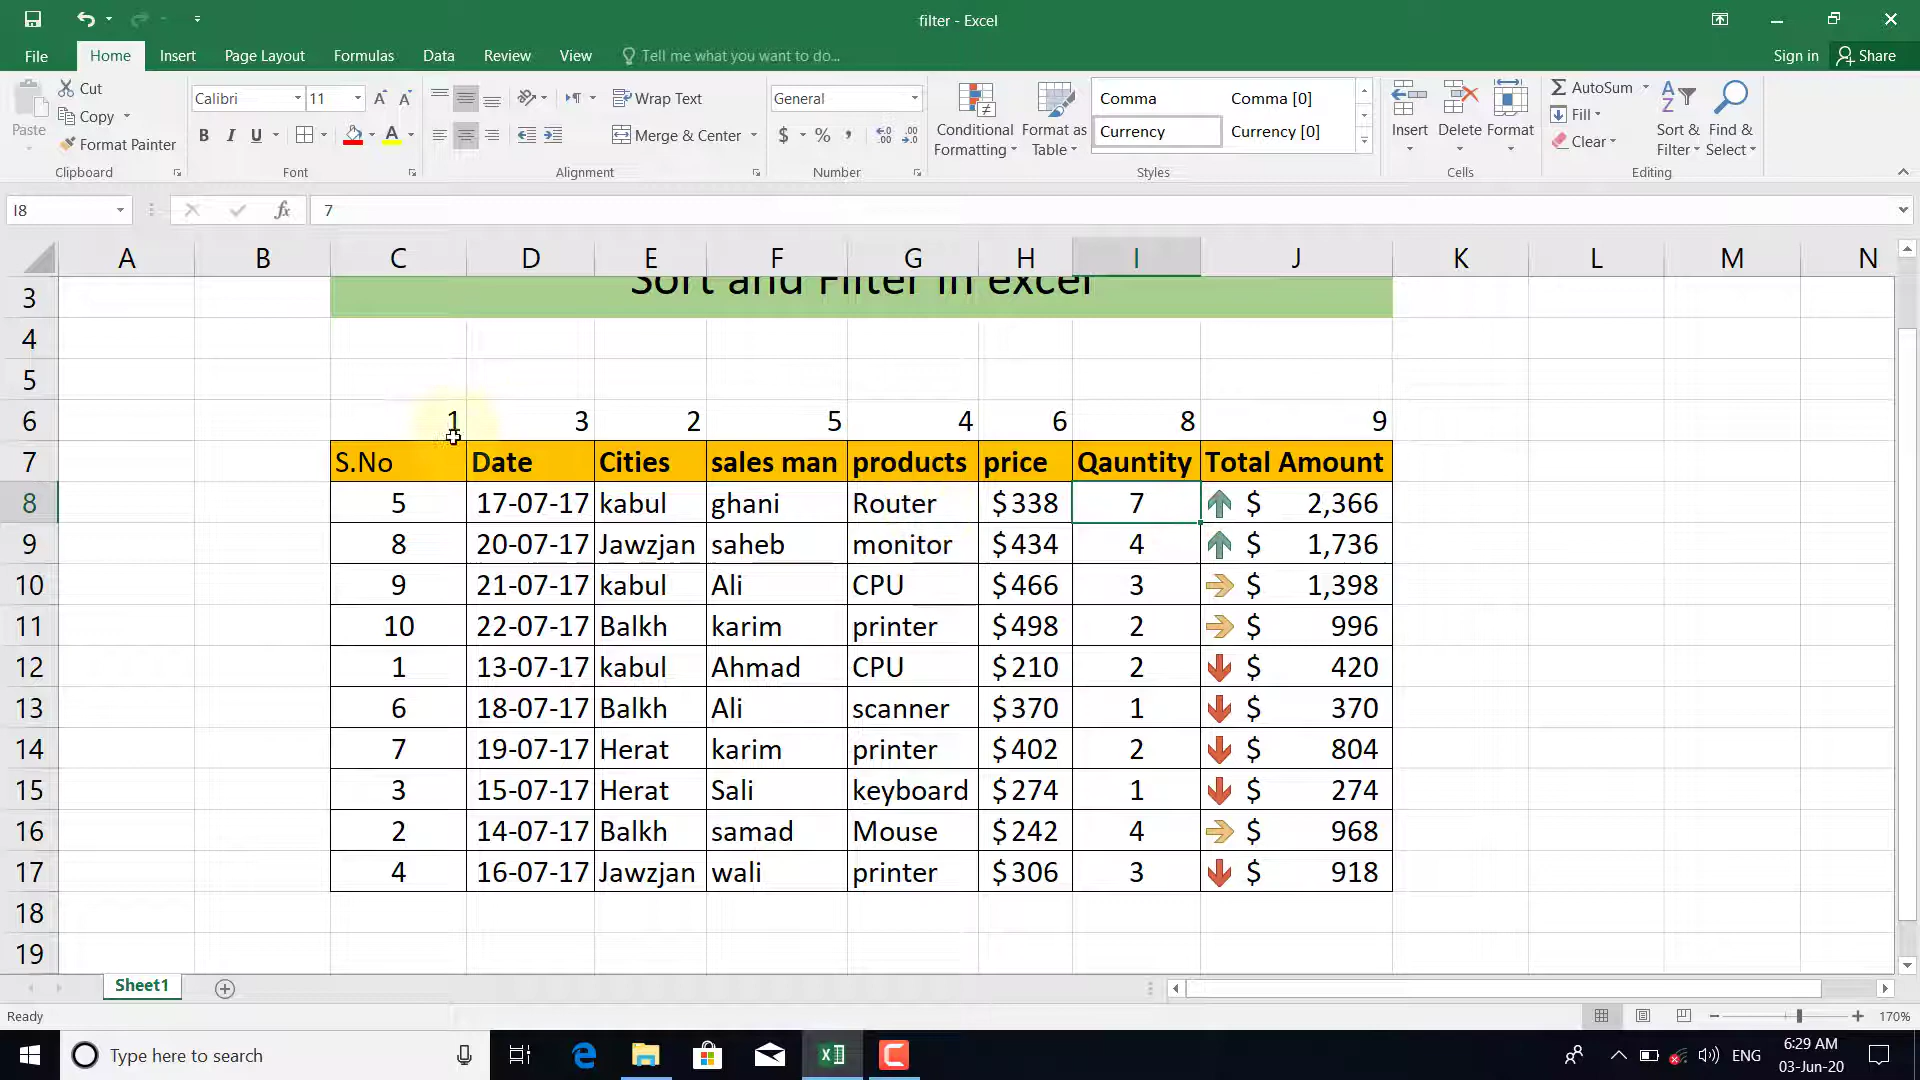 filter - Excel
File Home Insert Page Layout Formulas Data Review View Tell me what you want to do... Sign in Share
Paste Cut Copy Format Painter Clipboard
Calibri 11 B I U A Font
Wrap Text Merge & Center Alignment
General $ % , Number
Conditional Formatting Format as Table Comma Comma [0] Currency Currency [0] Styles
Insert Delete Format Cells
AutoSum Fill Clear Sort & Filter Find & Select Editing
I8 fx 7
A B C D E F G H I J K L M N
3 Sort and Filter in excel
4
5
6 1 3 2 5 4 6 8 9
7 S.No Date Cities sales man products price Qauntity Total Amount
8 5 17-07-17 kabul ghani Router $338 7 $ 2,366
9 8 20-07-17 Jawzjan saheb monitor $434 4 $ 1,736
10 9 21-07-17 kabul Ali CPU $466 3 $ 1,398
11 10 22-07-17 Balkh karim printer $498 2 $ 996
12 1 13-07-17 kabul Ahmad CPU $210 2 $ 420
13 6 18-07-17 Balkh Ali scanner $370 1 $ 370
14 7 19-07-17 Herat karim printer $402 2 $ 804
15 3 15-07-17 Herat Sali keyboard $274 1 $ 274
16 2 14-07-17 Balkh samad Mouse $242 4 $ 968
17 4 16-07-17 Jawzjan wali printer $306 3 $ 918
18
19
Sheet1
Ready 170%
Type here to search ENG 6:29 AM
03-Jun-20